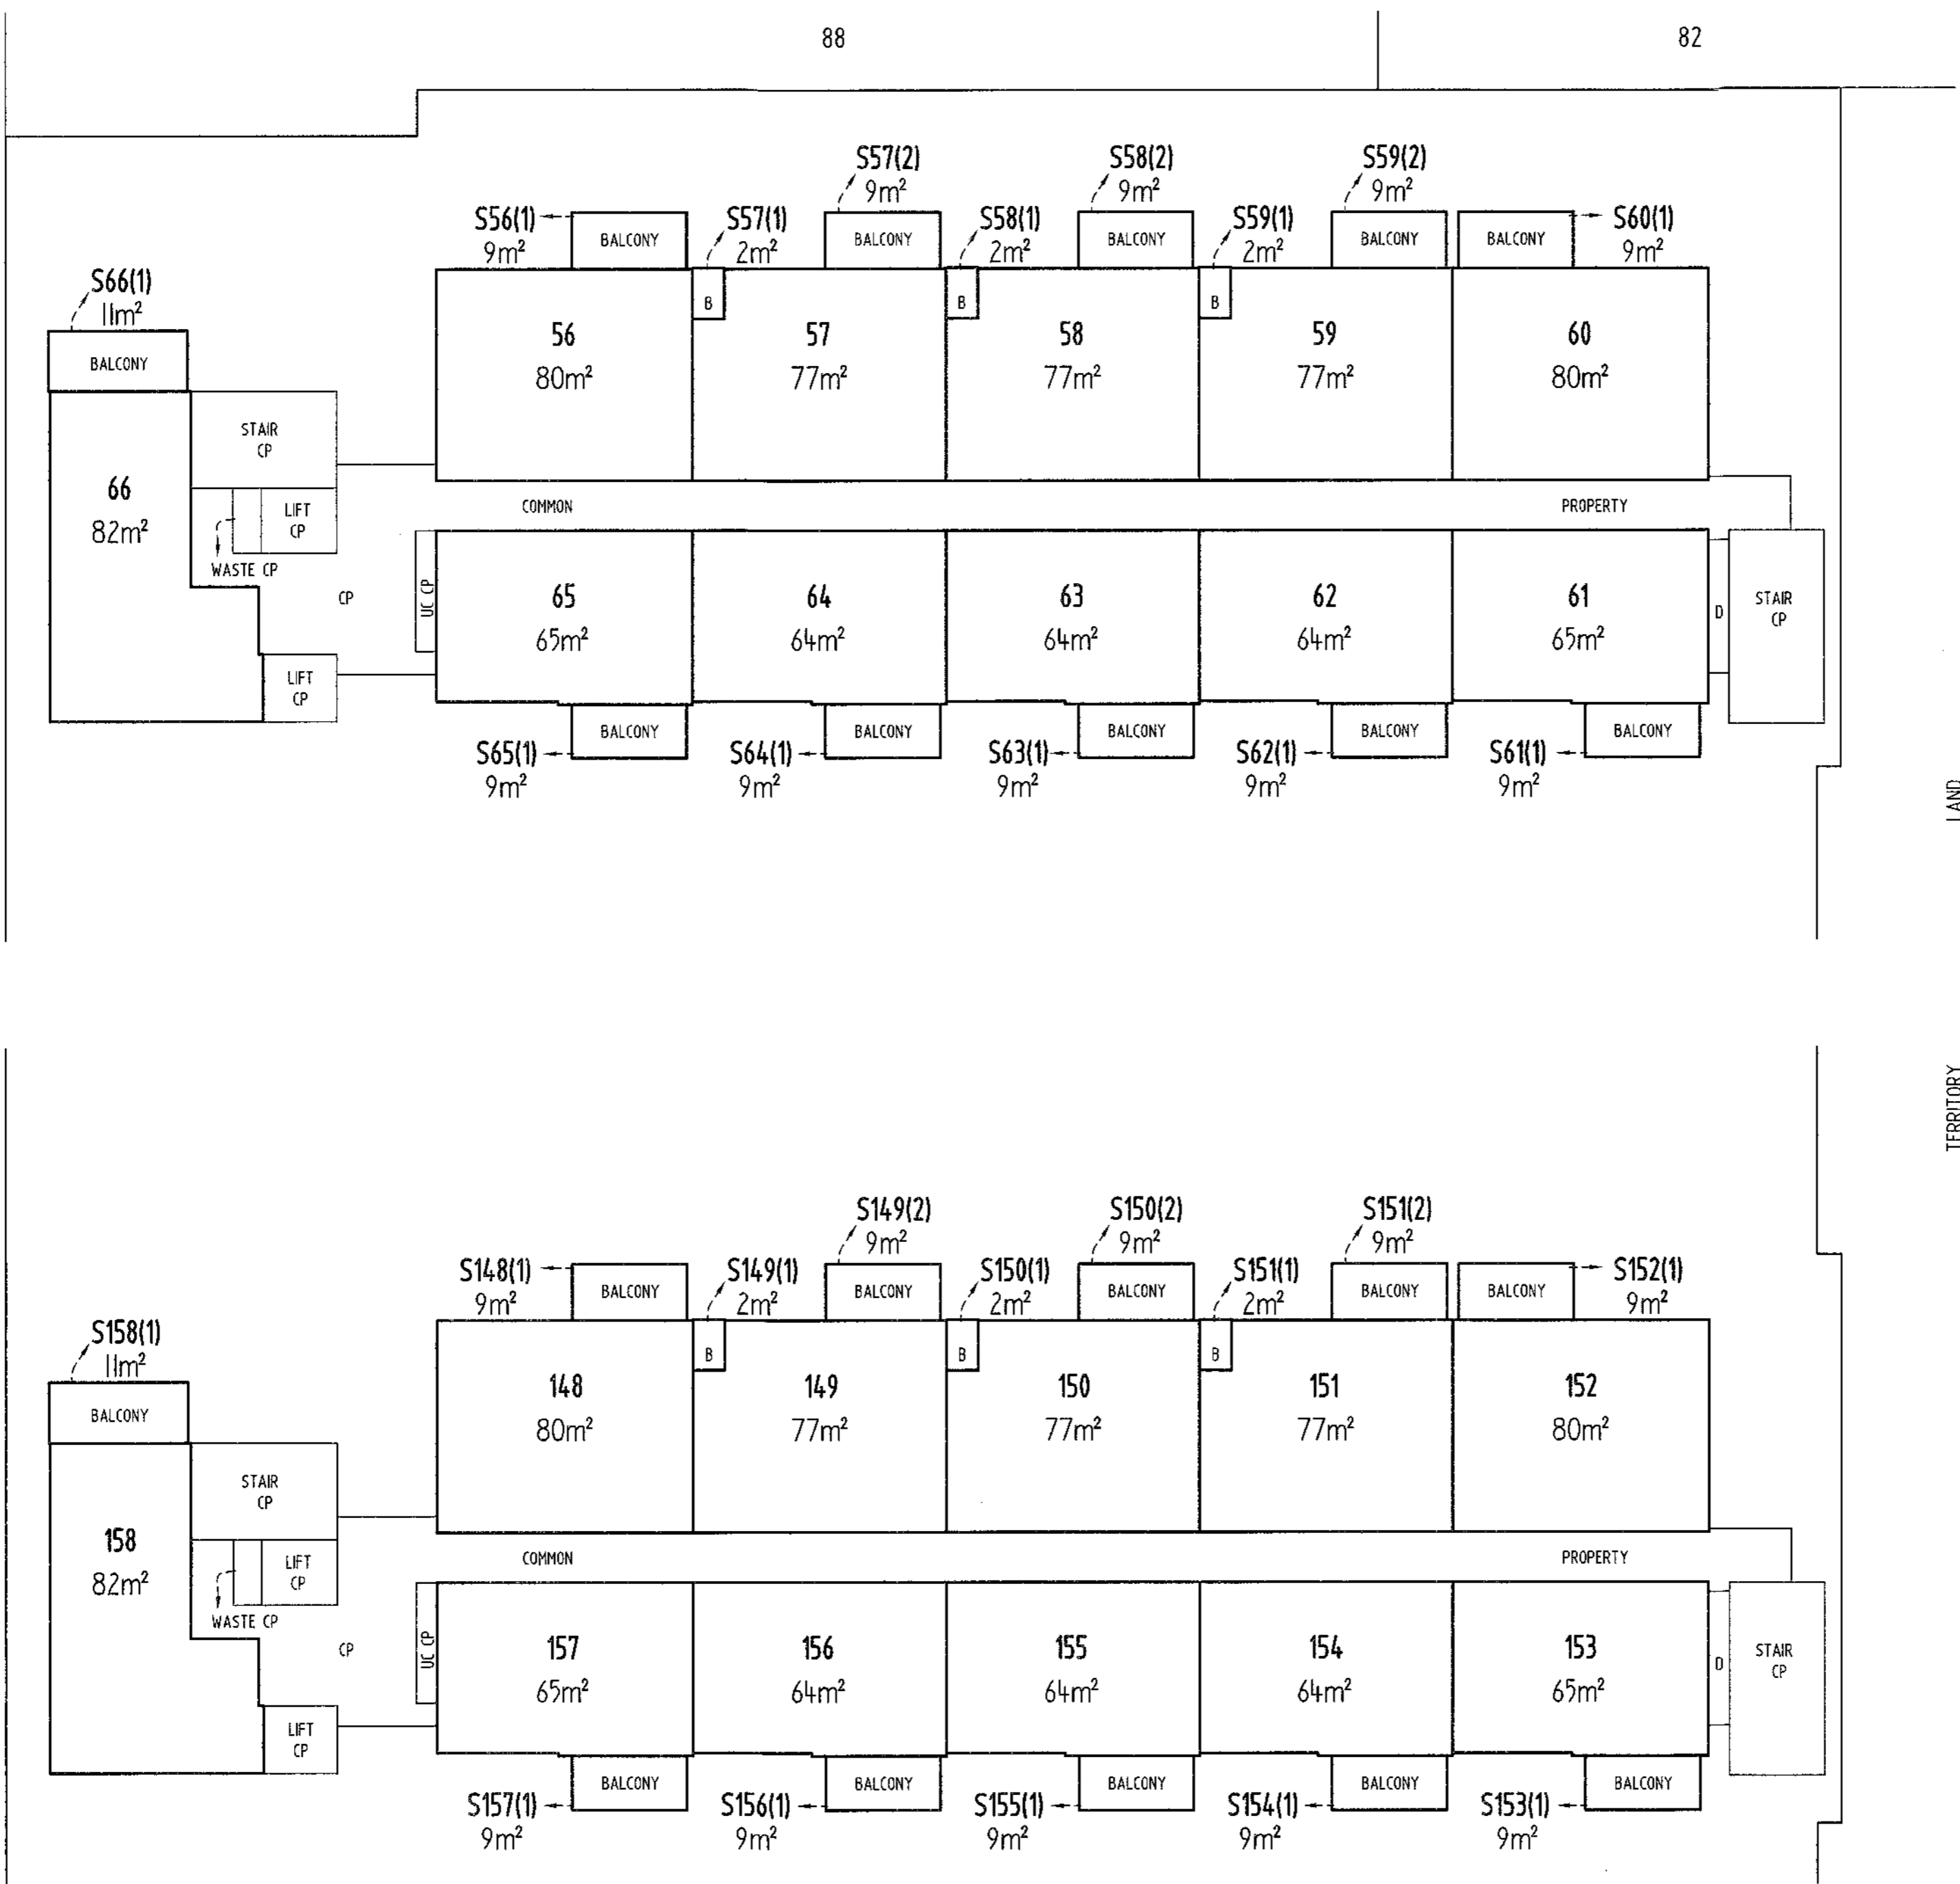 88
82
S57(2)
9m²
S58(2)
9m²
S59(2)
9m²
S56(1)
9m²
BALCONY
S57(1)
2m²
BALCONY
S58(1)
2m²
BALCONY
S59(1)
2m²
BALCONY
BALCONY
S60(1)
9m²
S66(1)
11m²
BALCONY
B
B
B
56
80m²
57
77m²
58
77m²
59
77m²
60
80m²
STAIR
CP
66
82m²
LIFT
CP
WASTE CP
COMMON
PROPERTY
CP
UC CP
65
65m²
64
64m²
63
64m²
62
64m²
61
65m²
D
STAIR
CP
LIFT
CP
BALCONY
BALCONY
BALCONY
BALCONY
BALCONY
S65(1)
9m²
S64(1)
9m²
S63(1)
9m²
S62(1)
9m²
S61(1)
9m²
LAND
TERRITORY
S149(2)
9m²
S150(2)
9m²
S151(2)
9m²
S148(1)
9m²
BALCONY
S149(1)
2m²
BALCONY
S150(1)
2m²
BALCONY
S151(1)
2m²
BALCONY
BALCONY
S152(1)
9m²
S158(1)
11m²
BALCONY
B
B
B
148
80m²
149
77m²
150
77m²
151
77m²
152
80m²
STAIR
CP
158
82m²
LIFT
CP
WASTE CP
COMMON
PROPERTY
CP
UC CP
157
65m²
156
64m²
155
64m²
154
64m²
153
65m²
D
STAIR
CP
LIFT
CP
BALCONY
BALCONY
BALCONY
BALCONY
BALCONY
S157(1)
9m²
S156(1)
9m²
S155(1)
9m²
S154(1)
9m²
S153(1)
9m²